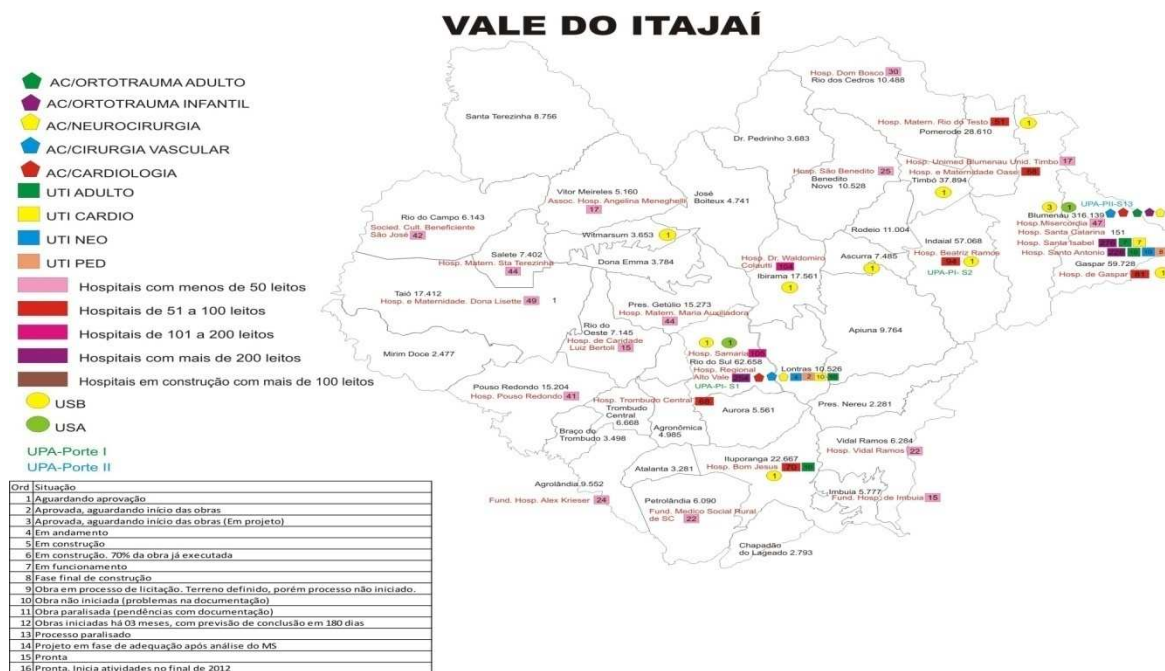 VALE DO ITAJAÍ
AC/ORTOTRAUMA ADULTO
AC/ORTOTRAUMA INFANTIL
AC/NEUROCIRURGIA
AC/CIRURGIA VASCULAR
AC/CARDIOLOGIA
UTI ADULTO
UTI CARDIO
UTI NEO
UTI PED
Hospitais com menos de 50 leitos
Hospitais de 51 a 100 leitos
Hospitais de 101 a 200 leitos
Hospitais com mais de 200 leitos
Hospitais em construção com mais de 100 leitos
USB
USA
UPA-Porte I
UPA-Porte II
Ord Situação
1 Aguardando aprovação
2 Aprovada, aguardando início das obras
3 Aprovada, aguardando início das obras (Em projeto)
4 Em andamento
5 Em construção
6 Em construção. 70% da obra já executada
7 Em funcionamento
8 Fase final de construção
9 Obra em processo de licitação. Terreno definido, porém processo não iniciado.
10 Obra não iniciada (problemas na documentação)
11 Obra paralisada (pendências com documentação)
12 Obras iniciadas há 03 meses, com previsão de conclusão em 180 dias
13 Processo paralisado
14 Projeto em fase de adequação após análise do MS
15 Pronta
16 Pronta. Inicia atividades no final de 2012
Hosp. Dom Bosco 30
Rio dos Cedros 10.488
Santa Terezinha 8.756
Hosp. Matern. Rio do Testo 51
1
Pomerode 28.610
Dr. Pedrinho 3.683
Hosp. Unimed Blumenau Unid. Timbo 17
Hosp. e Maternidade Oase
Timbó 37.894
1
Hosp. São Benedito 25
Benedito
Novo 10.528
Vitor Meireles 5.160
Assoc. Hosp. Angelina Meneghelli
17
José
Boiteux 4.741
Rio do Campo 6.143
Socied. Cult. Beneficiente
São José 42
Witmarsum 3.653 1
Rodeio 11.004
3 1 UPA-PII-S13
Blumenau 316.139
Hosp.Misericordia 47
Hosp. Santa Catarina 151
Hosp. Santa Isabel
Hosp. Santo Antonio
Gaspar 59.728
Hosp. de Gaspar 1
Indaial 57.068
Hosp. Beatriz Ramos
94 1
UPA-PI- S2
Ascurra 7.485
1
Salete 7.402
Hosp. Matern. Sta Terezinha
44
Dona Emma 3.784
Hosp. Dr. Waldomiro
Colautti
Ibirama 17.561
1
Taió 17.412
Hosp. e Maternidade. Dona Lisette 49 1
Pres. Getúlio 15.273
Hosp. Matern. Maria Auxiliadora
44
Apiuna 9.764
Rio do
Oeste 7.145
Hosp. de Caridade
Luiz Bertoli 15
Mirim Doce 2.477
1 1
Hosp. Samaria 105
Rio do Sul 62.658
Hosp. Regional
Alto Vale
UPA-PI- S1
Lontras 10.526
Pouso Redondo 15.204
Hosp. Pouso Redondo 41
Hosp. Trombudo Central
Trombudo
Central
6.668
Braço do
Trombudo 3.498
Agronômica
4.985
Aurora 5.561
Pres. Nereu 2.281
Vidal Ramos 6.284
Hosp. Vidal Ramos 22
Ituporanga 22.667
Hosp. Bom Jesus 70
1
Atalanta 3.281
Agrolândia 9.552
Fund. Hosp. Alex Krieser 24
Petrolândia 6.090
Fund. Medico Social Rural
de SC 22
Imbuia 5.777
Fund. Hosp. de Imbuia 15
Chapadão
do Lageado 2.793